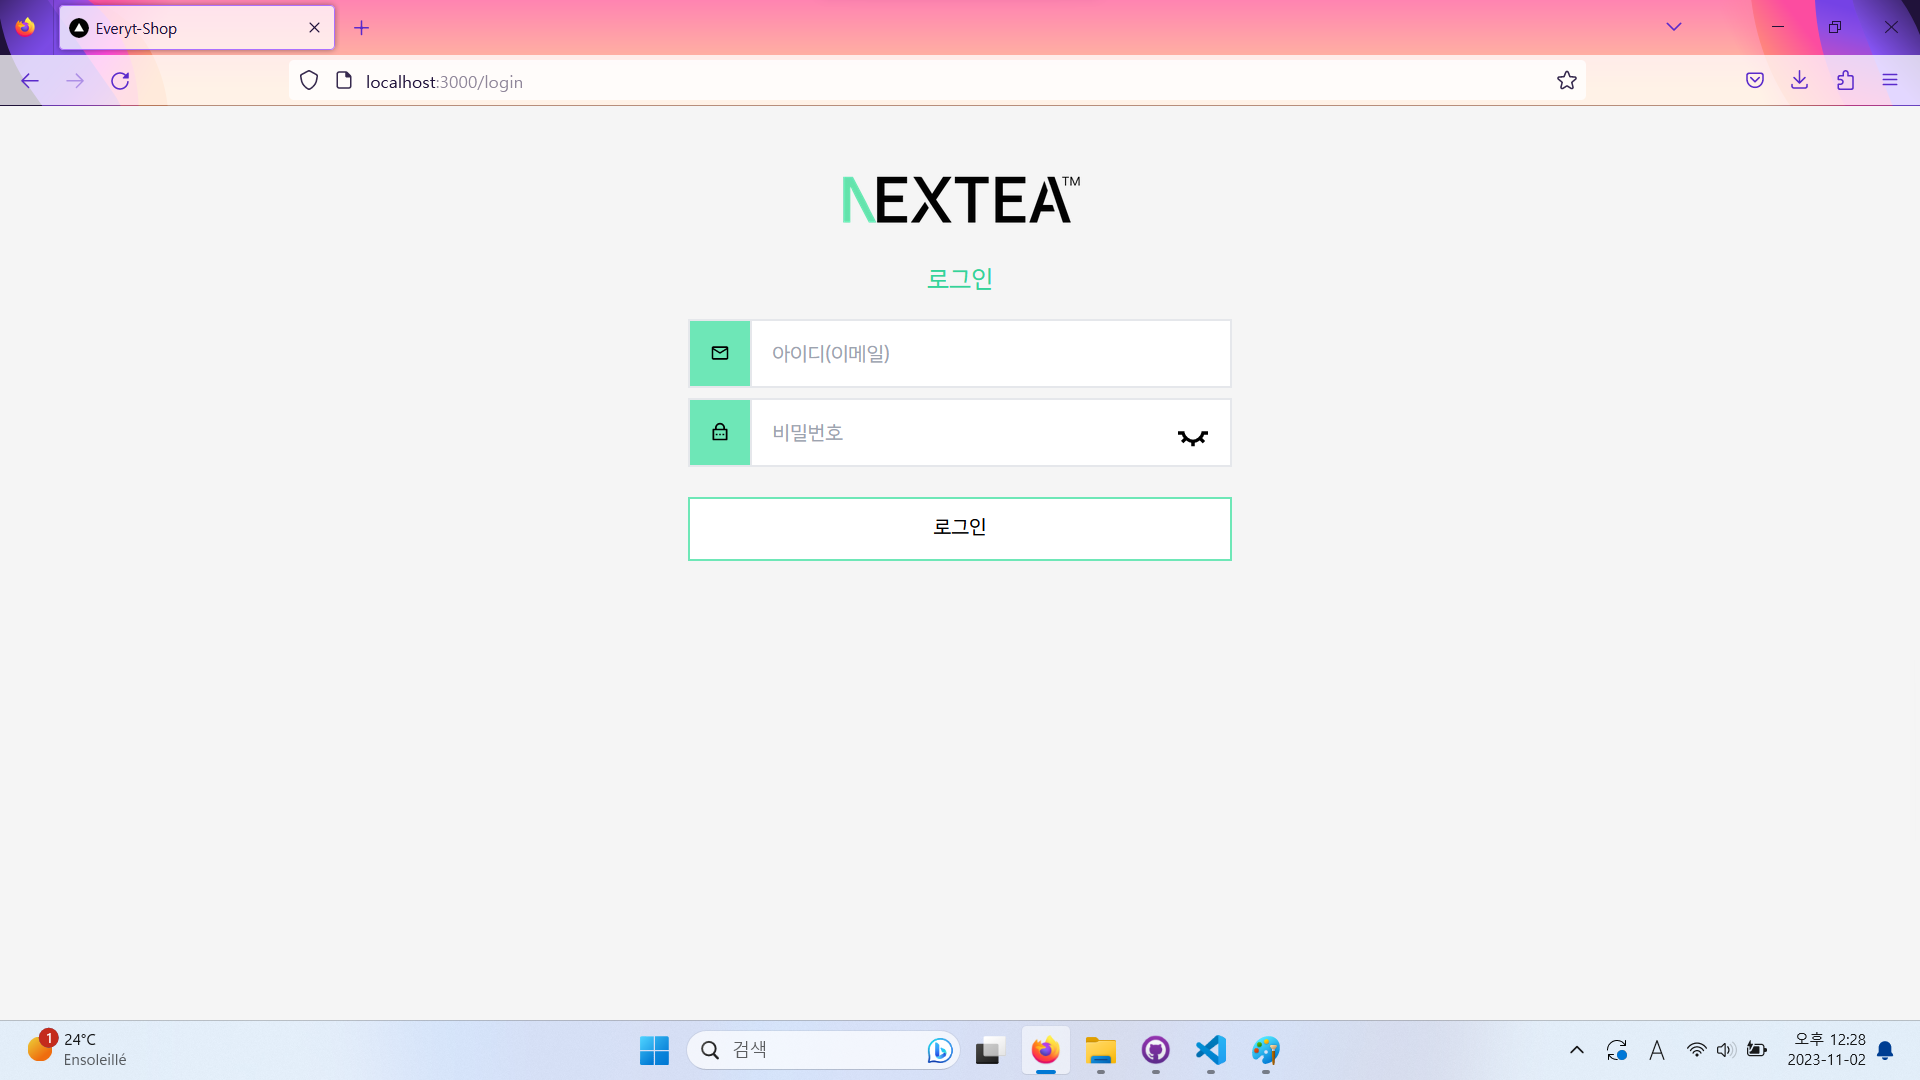 Everyt-Shop
localhost:3000/login
NEXTEA™
로그인
아이디(이메일)
비밀번호
로그인
1
24°C
Ensoleillé
검색
A
오후 12:28
2023-11-02